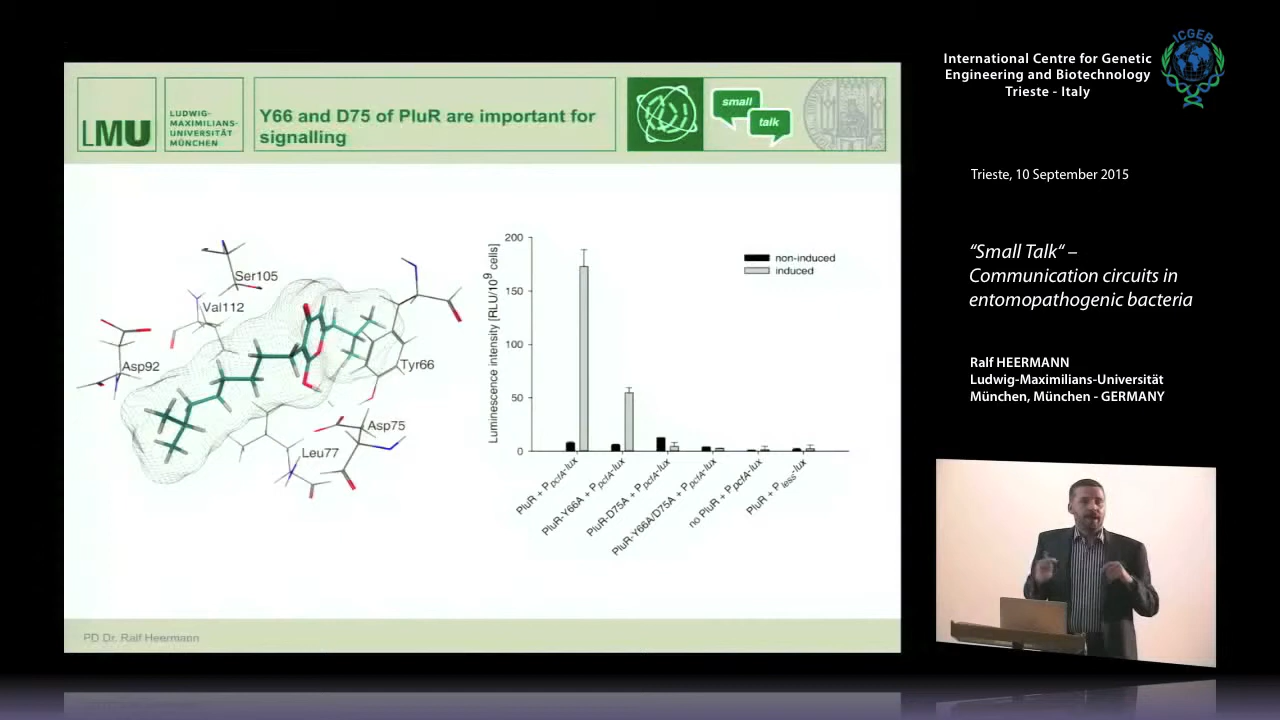 LMU
LUDWIG-
MAXIMILIANS-
UNIVERSITÄT
MÜNCHEN
Y66 and D75 of PluR are important for
signalling
small
talk
Ser105
Val112
Asp92
Tyr66
Asp75
Leu77
Luminescence intensity [RLU/10^9 cells]
200
150
100
50
0
non-induced
induced
PluR + PpcfA-lux
PluR-Y66A + PpcfA-lux
PluR-D75A + PpcfA-lux
PluR-Y66A/D75A + PpcfA-lux
no PluR + PpcfA-lux
PluR + Pless-lux
PD Dr. Ralf Heermann
International Centre for Genetic
Engineering and Biotechnology
Trieste - Italy
ICGEB
Trieste, 10 September 2015
“Small Talk“ –
Communication circuits in
entomopathogenic bacteria
Ralf HEERMANN
Ludwig-Maximilians-Universität
München, München - GERMANY